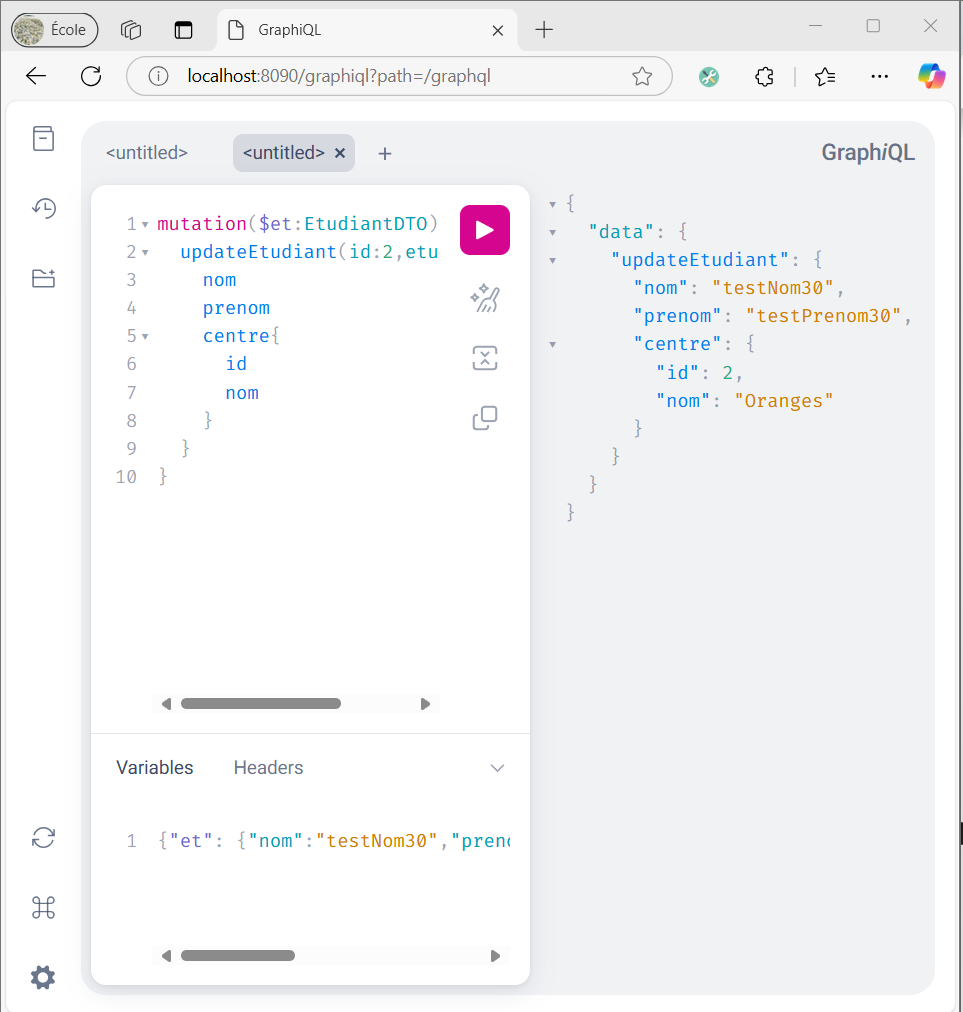 École
GraphiQL
localhost:8090/graphiql?path=/graphql
<untitled>
<untitled>
GraphiQL
1 mutation($et:EtudiantDTO)
2 updateEtudiant(id:2,etu
3 nom
4 prenom
5 centre{
6 id
7 nom
8 }
9 }
10 }
{
"data": {
"updateEtudiant": {
"nom": "testNom30",
"prenom": "testPrenom30",
"centre": {
"id": 2,
"nom": "Oranges"
}
}
}
}
Variables Headers
1 {"et": {"nom":"testNom30","preno